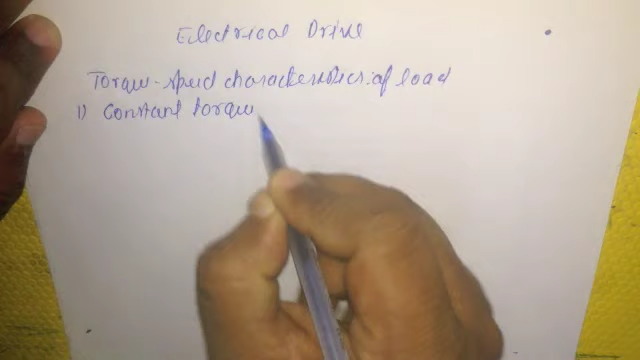 Electrical Drive
Torque-speed characteristics of load
1) Constant torque